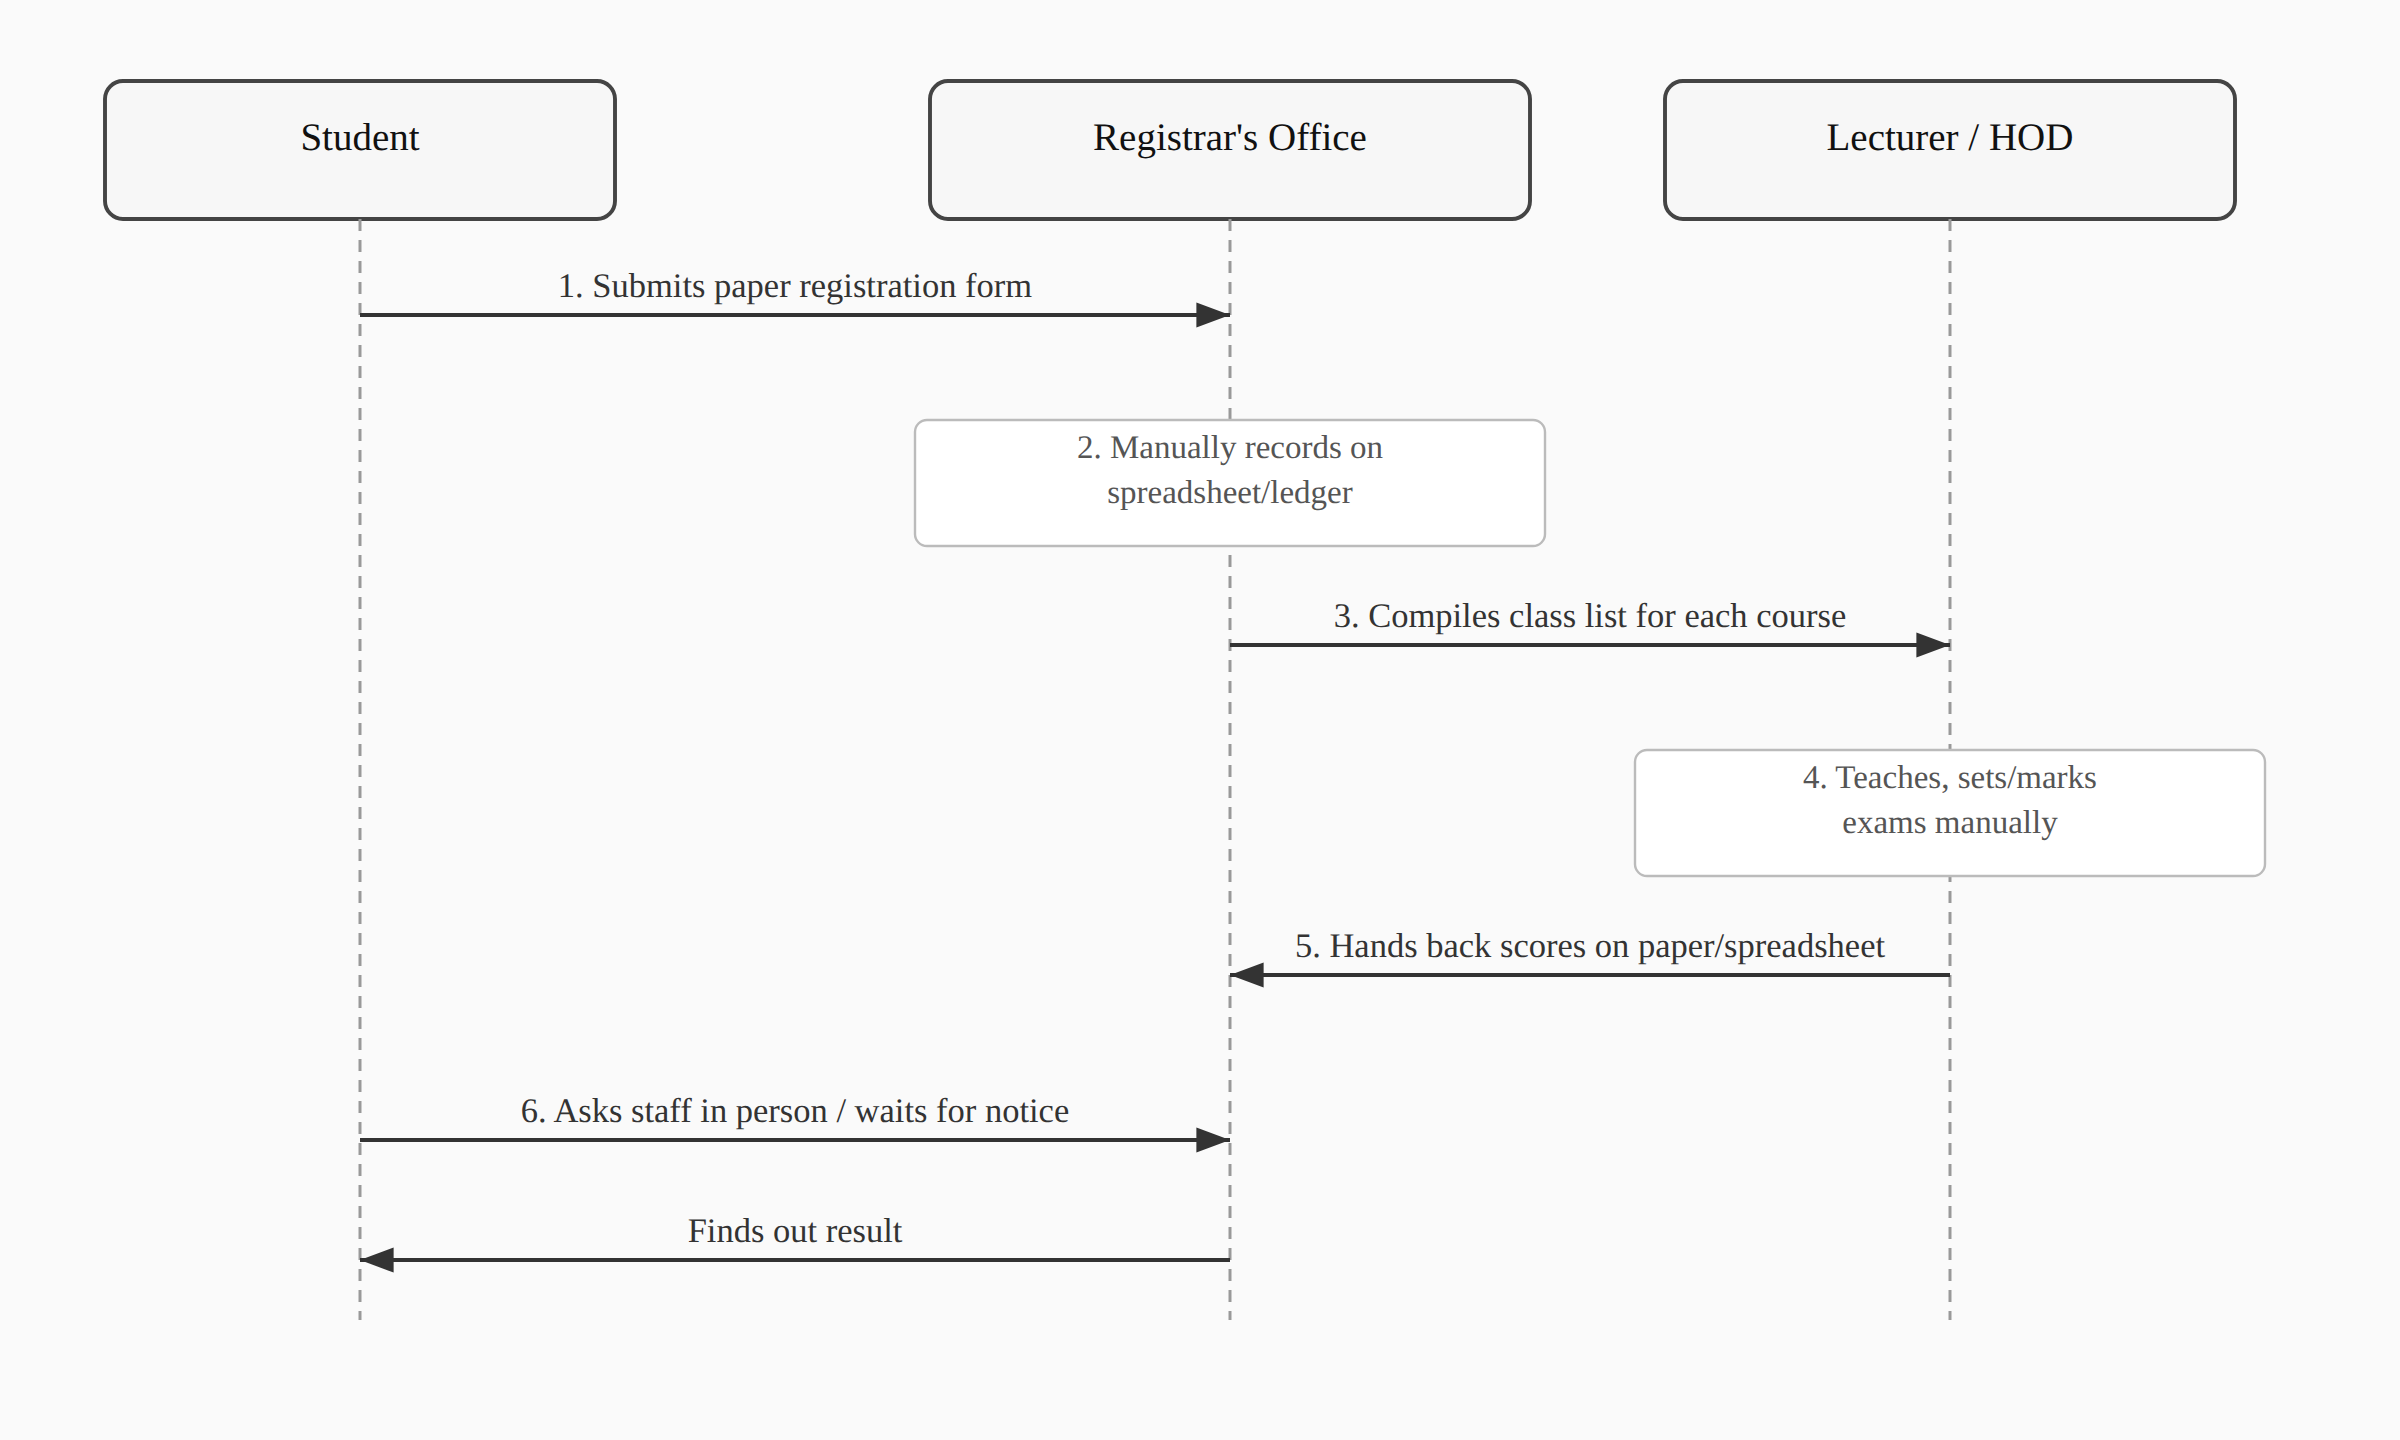 Student
Registrar's Office
Lecturer / HOD
1. Submits paper registration form
2. Manually records on
spreadsheet/ledger
3. Compiles class list for each course
4. Teaches, sets/marks
exams manually
5. Hands back scores on paper/spreadsheet
6. Asks staff in person / waits for notice
Finds out result